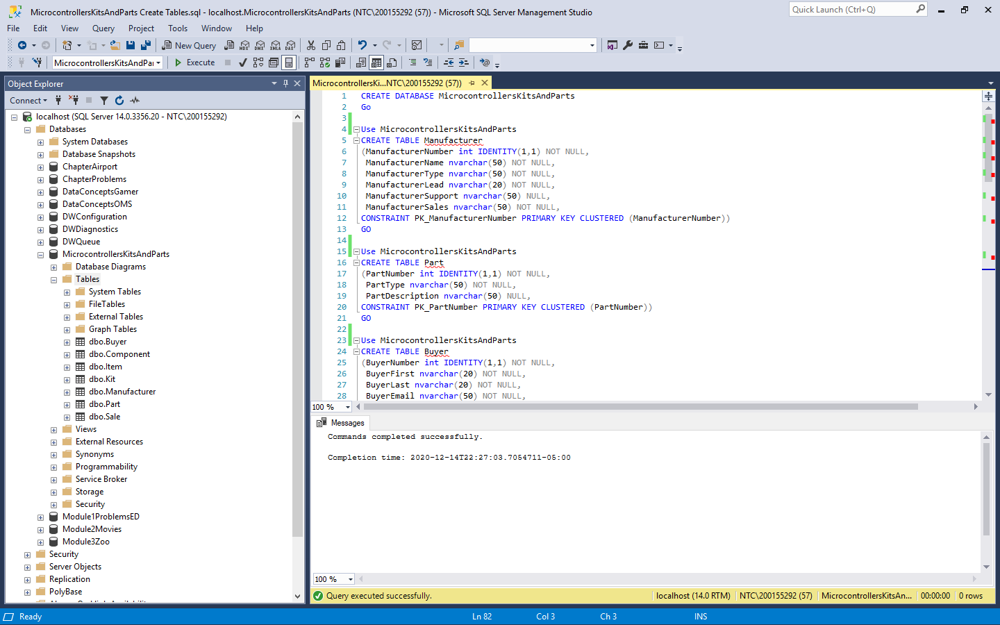 MicrocontrollersKitsAndParts Create Tables.sql - localhost.MicrocontrollersKitsAndParts (NTC\200155292 (57)) - Microsoft SQL Server Management Studio
Quick Launch (Ctrl+Q)
File Edit View Query Project Tools Window Help
New Query MDX DMX XMLA DAX
MicrocontrollersKitsAndPar Execute
Object Explorer
Connect
localhost (SQL Server 14.0.3356.20 - NTC\200155292)
Databases
System Databases
Database Snapshots
ChapterAirport
ChapterProblems
DataConceptsGamer
DataConceptsOMS
DWConfiguration
DWDiagnostics
DWQueue
MicrocontrollersKitsAndParts
Database Diagrams
Tables
System Tables
FileTables
External Tables
Graph Tables
dbo.Buyer
dbo.Component
dbo.Item
dbo.Kit
dbo.Manufacturer
dbo.Part
dbo.Sale
Views
External Resources
Synonyms
Programmability
Service Broker
Storage
Security
Module1ProblemsED
Module2Movies
Module3Zoo
Security
Server Objects
Replication
PolyBase
MicrocontrollersKi...NTC\200155292 (57))
1 CREATE DATABASE MicrocontrollersKitsAndParts
2 Go
3
4 Use MicrocontrollersKitsAndParts
5 CREATE TABLE Manufacturer
6 (ManufacturerNumber int IDENTITY(1,1) NOT NULL,
7 ManufacturerName nvarchar(50) NOT NULL,
8 ManufacturerType nvarchar(50) NOT NULL,
9 ManufacturerLead nvarchar(20) NOT NULL,
10 ManufacturerSupport nvarchar(50) NULL,
11 ManufacturerSales nvarchar(50) NOT NULL,
12 CONSTRAINT PK_ManufacturerNumber PRIMARY KEY CLUSTERED (ManufacturerNumber))
13 GO
14
15 Use MicrocontrollersKitsAndParts
16 CREATE TABLE Part
17 (PartNumber int IDENTITY(1,1) NOT NULL,
18 PartType nvarchar(50) NOT NULL,
19 PartDescription nvarchar(50) NULL,
20 CONSTRAINT PK_PartNumber PRIMARY KEY CLUSTERED (PartNumber))
21 GO
22
23 Use MicrocontrollersKitsAndParts
24 CREATE TABLE Buyer
25 (BuyerNumber int IDENTITY(1,1) NOT NULL,
26 BuyerFirst nvarchar(20) NOT NULL,
27 BuyerLast nvarchar(20) NOT NULL,
28 BuyerEmail nvarchar(50) NOT NULL,
100 %
Messages
Commands completed successfully.
Completion time: 2020-12-14T22:27:03.7054711-05:00
100 %
Query executed successfully. localhost (14.0 RTM) NTC\200155292 (57) MicrocontrollersKitsAn... 00:00:00 0 rows
Ready Ln 82 Col 3 Ch 3 INS